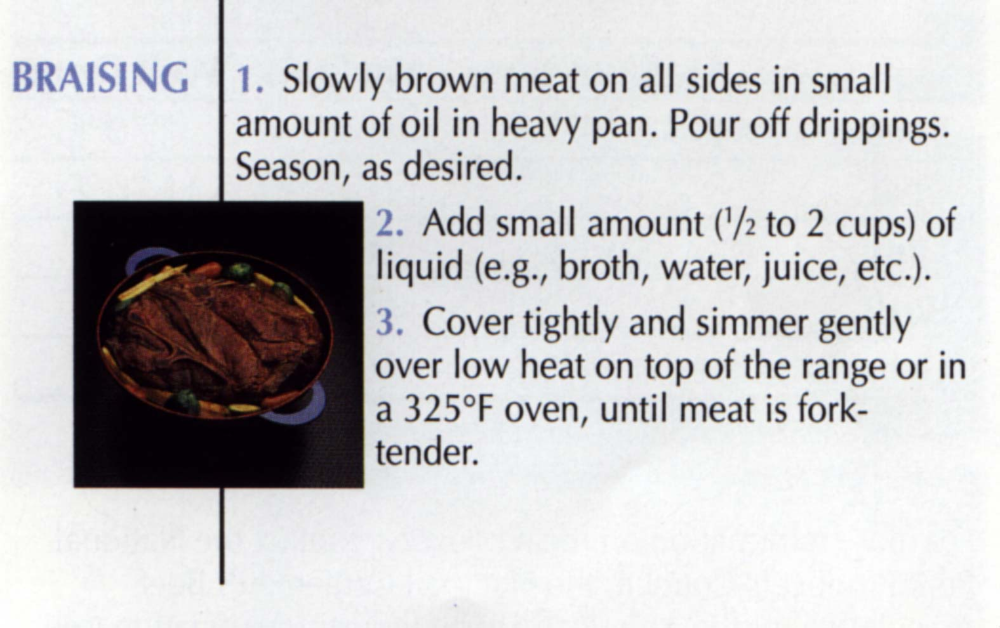 BRAISING
1. Slowly brown meat on all sides in small
amount of oil in heavy pan. Pour off drippings.
Season, as desired.
2. Add small amount (1/2 to 2 cups) of
liquid (e.g., broth, water, juice, etc.).
3. Cover tightly and simmer gently
over low heat on top of the range or in
a 325°F oven, until meat is fork-
tender.